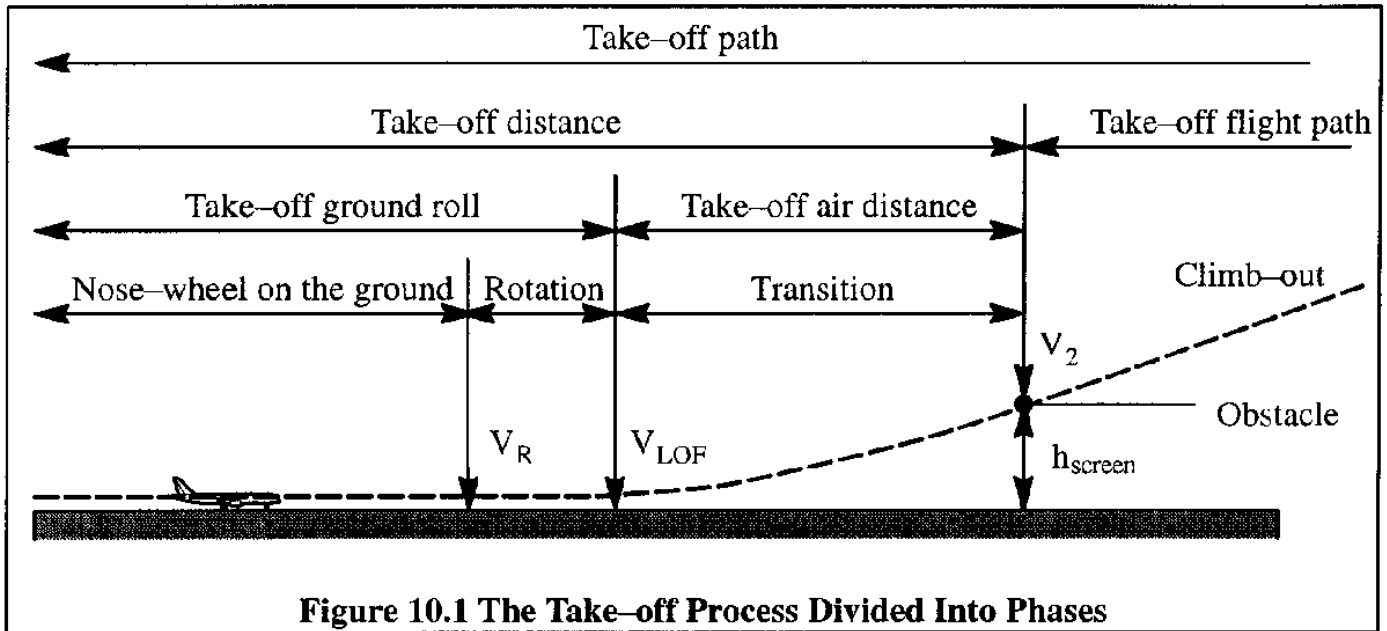 Take–off path
Take–off distance
Take–off flight path
Take–off ground roll
Take–off air distance
Nose–wheel on the ground
Rotation
Transition
Climb–out
V2
Obstacle
VR
VLOF
hscreen
Figure 10.1 The Take–off Process Divided Into Phases